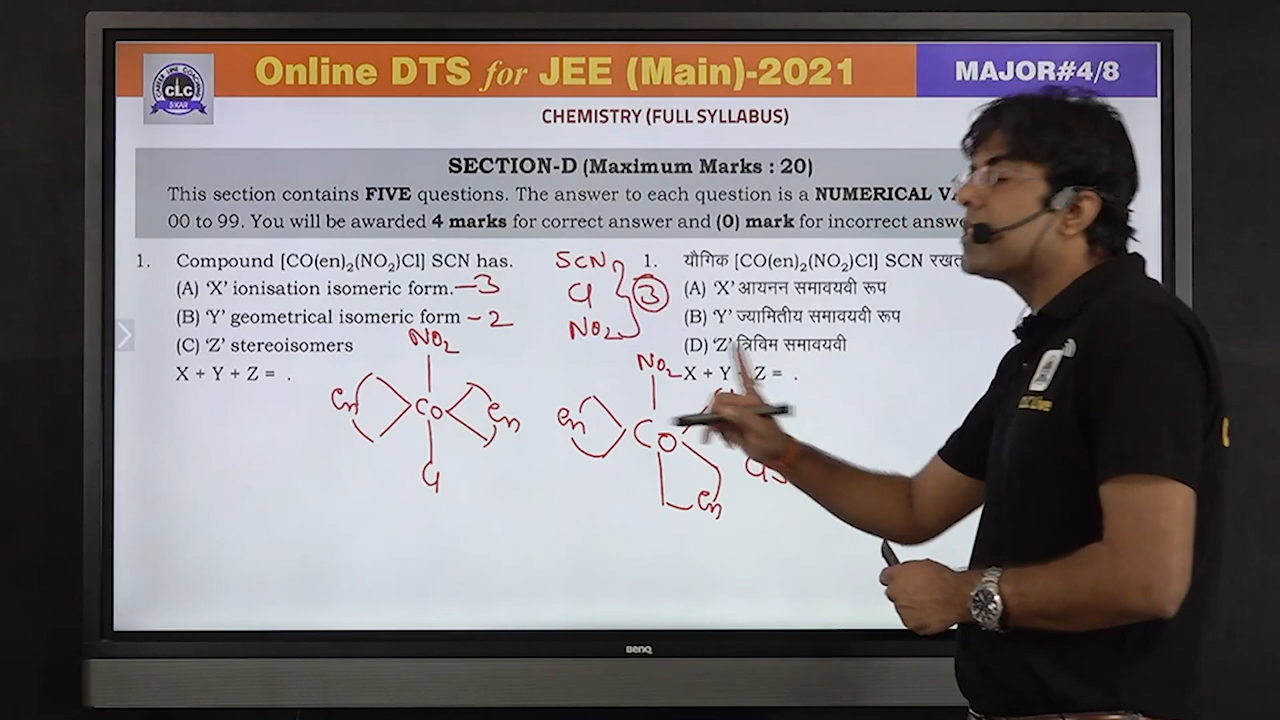 Online DTS for JEE (Main)-2021
MAJOR#4/8
CLC
SIKAR
CHEMISTRY (FULL SYLLABUS)
SECTION-D (Maximum Marks : 20)
This section contains FIVE questions. The answer to each question is a NUMERICAL
00 to 99. You will be awarded 4 marks for correct answer and (0) mark for incorrect
1. Compound [CO(en)₂(NO₂)Cl] SCN has.
(A) 'X' ionisation isomeric form. —3
(B) 'Y' geometrical isomeric form —2
(C) 'Z' stereoisomers
X + Y + Z = .
SCN
Cl
NO₂
3
1. यौगिक [CO(en)₂(NO₂)Cl] SCN
(A) 'X' आयनन समावयवी रूप
(B) 'Y' ज्यामितीय समावयवी रूप
(D) 'Z' त्रिविम समावयवी
X + Y + Z = .
NO₂
en Co en
Cl
NO₂
en Co
en
BenQ